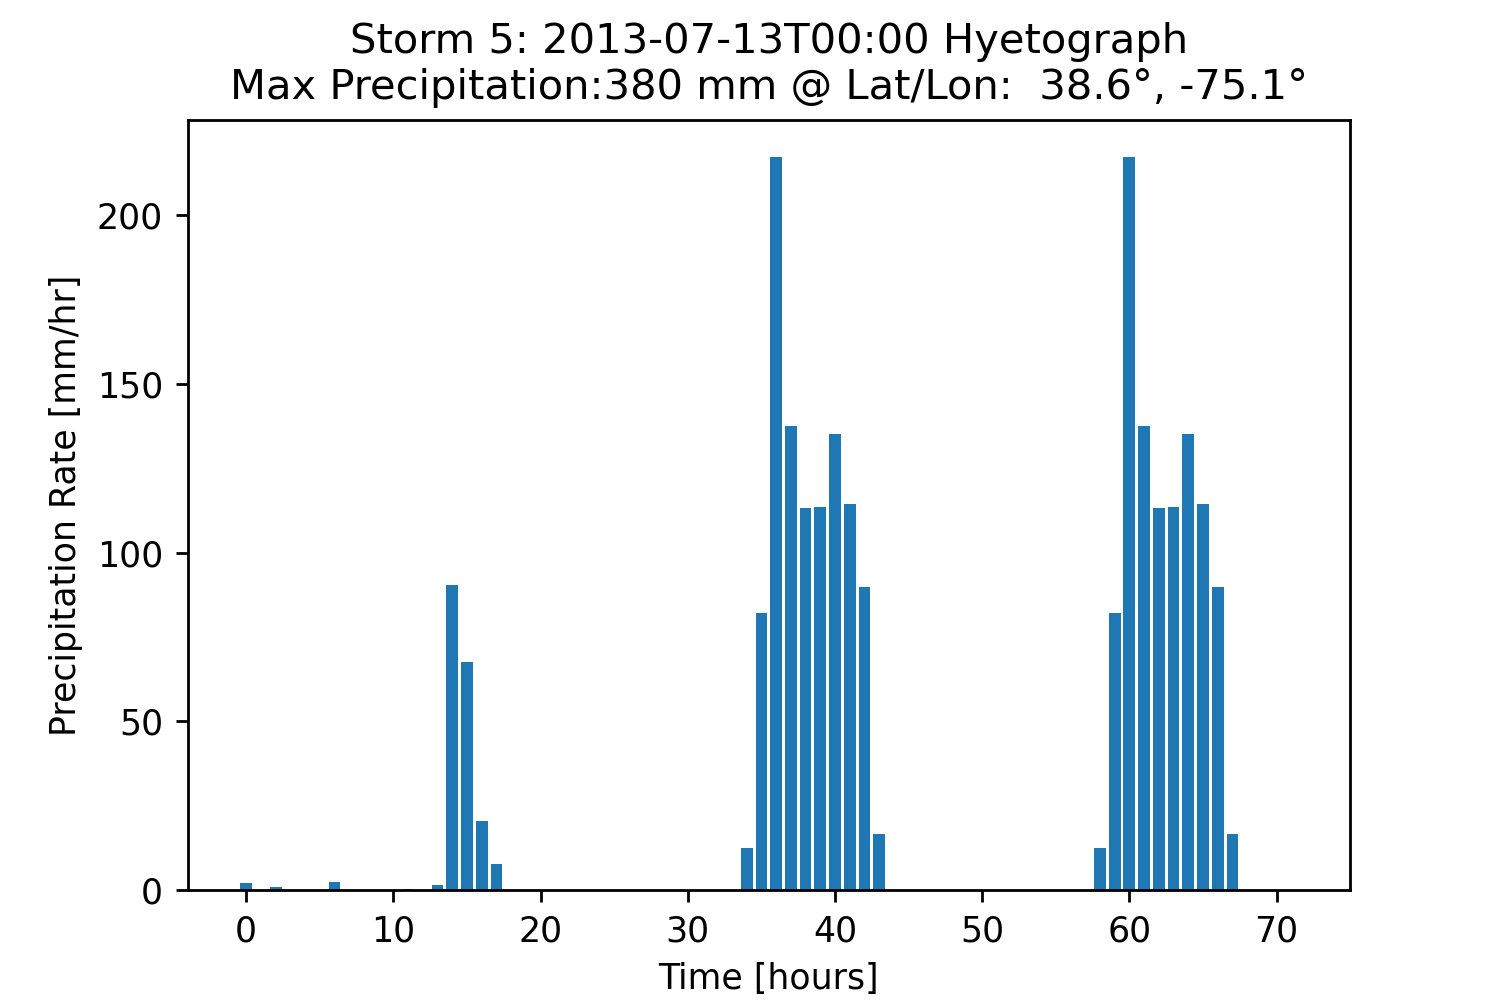 Storm 5: 2013-07-13T00:00 Hyetograph
Max Precipitation:380 mm @ Lat/Lon:  38.6°, -75.1°
Precipitation Rate [mm/hr]
200
150
100
50
0
0 10 20 30 40 50 60 70
Time [hours]